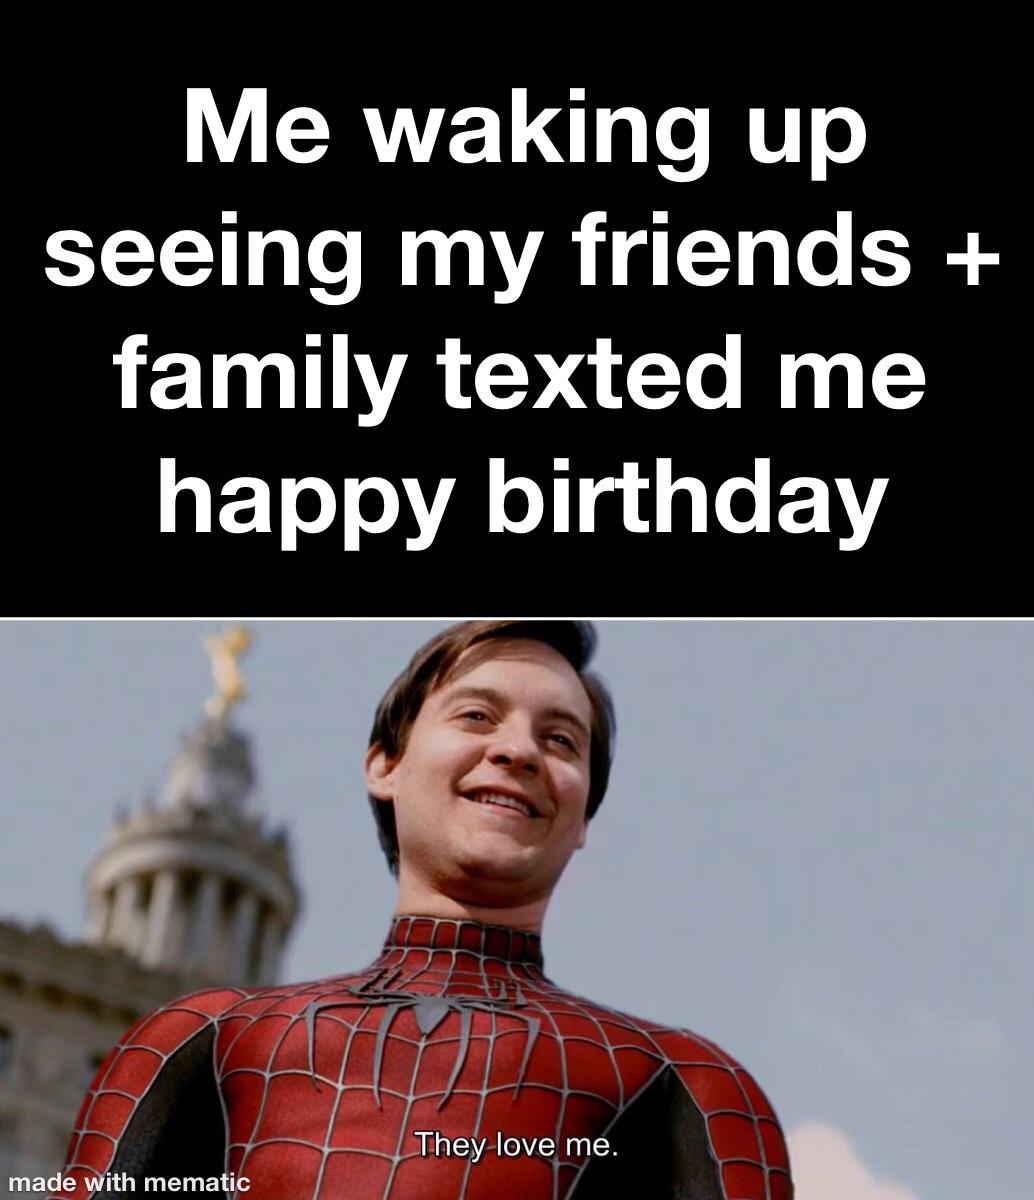 Me waking up
seeing my friends +
family texted me
happy birthday
They love me.
made with mematic